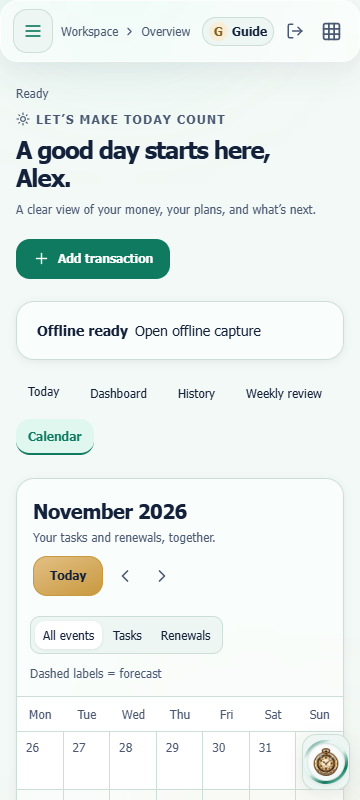 Workspace > Overview G Guide
Ready
LET'S MAKE TODAY COUNT
A good day starts here,
Alex.
A clear view of your money, your plans, and what's next.
+ Add transaction
Offline ready Open offline capture
Today Dashboard History Weekly review
Calendar
November 2026
Your tasks and renewals, together.
Today
All events Tasks Renewals
Dashed labels = forecast
Mon Tue Wed Thu Fri Sat Sun
26 27 28 29 30 31